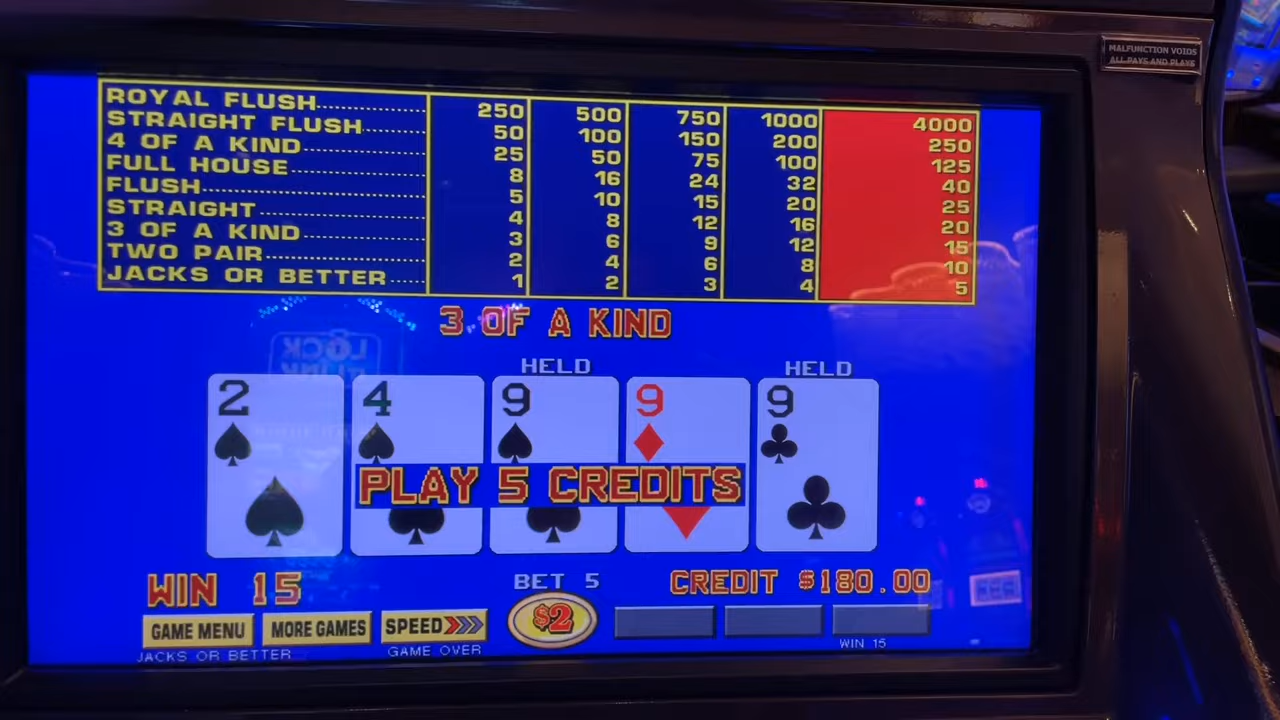 MALFUNCTION VOIDS
ALL PAYS AND PLAYS
ROYAL FLUSH 250 500 750 1000 4000
STRAIGHT FLUSH 50 100 150 200 250
4 OF A KIND 25 50 75 100 125
FULL HOUSE 8 16 24 32 40
FLUSH 5 10 15 20 25
STRAIGHT 4 8 12 16 20
3 OF A KIND 3 6 9 12 15
TWO PAIR 2 4 6 8 10
JACKS OR BETTER 1 2 3 4 5
3 OF A KIND
HELD HELD
2 4 9 9 9
PLAY 5 CREDITS
WIN 15 BET 5 CREDIT $180.00
GAME MENU MORE GAMES SPEED $2
JACKS OR BETTER GAME OVER WIN 15